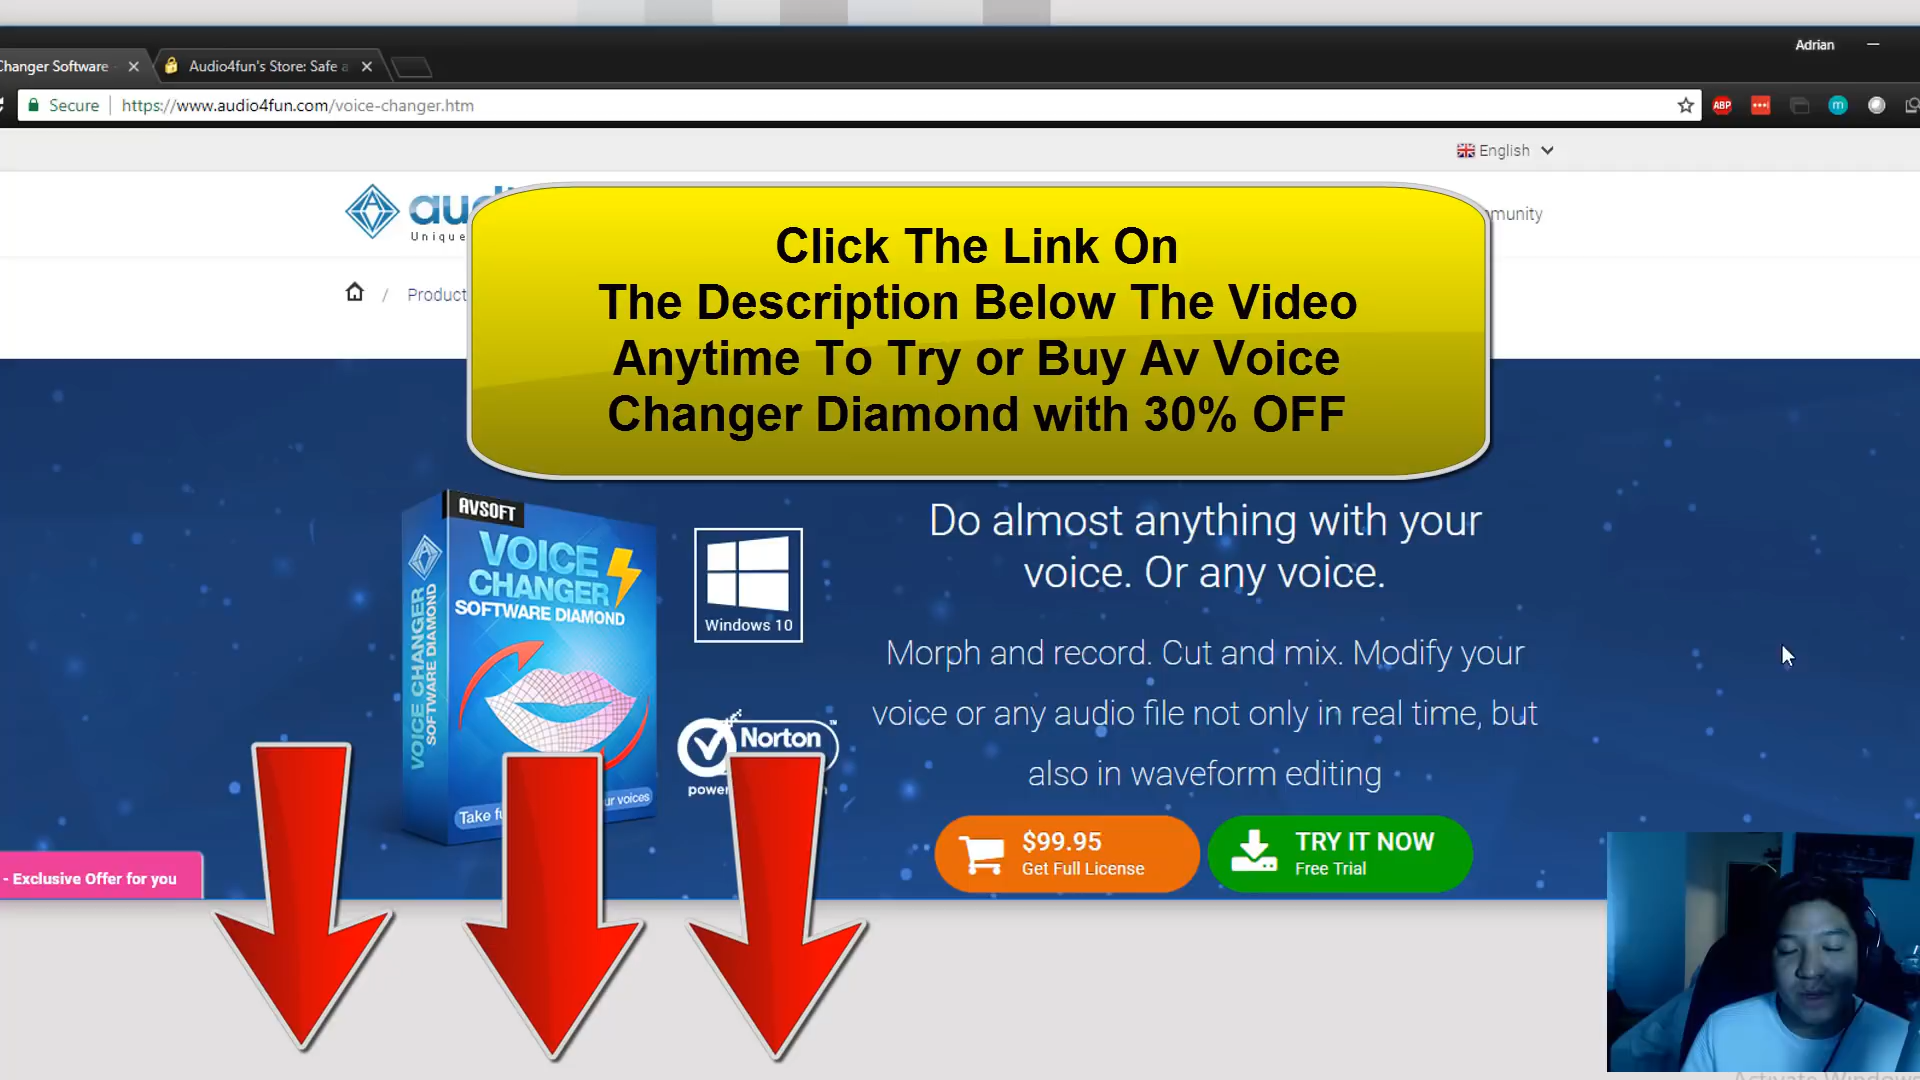 Adrian
Changer Software
Audio4fun's Store: Safe a
Secure
https://www.audio4fun.com/voice-changer.htm
ABP
m
English
Unique
munity
/ Product
Click The Link On
The Description Below The Video
Anytime To Try or Buy Av Voice
Changer Diamond with 30% OFF
AVSOFT
VOICE
CHANGER
SOFTWARE DIAMOND
VOICE CHANGER
SOFTWARE DIAMOND
Windows 10
Norton
Do almost anything with your
voice. Or any voice.
Morph and record. Cut and mix. Modify your
voice or any audio file not only in real time, but
also in waveform editing
$99.95
Get Full License
TRY IT NOW
Free Trial
- Exclusive Offer for you